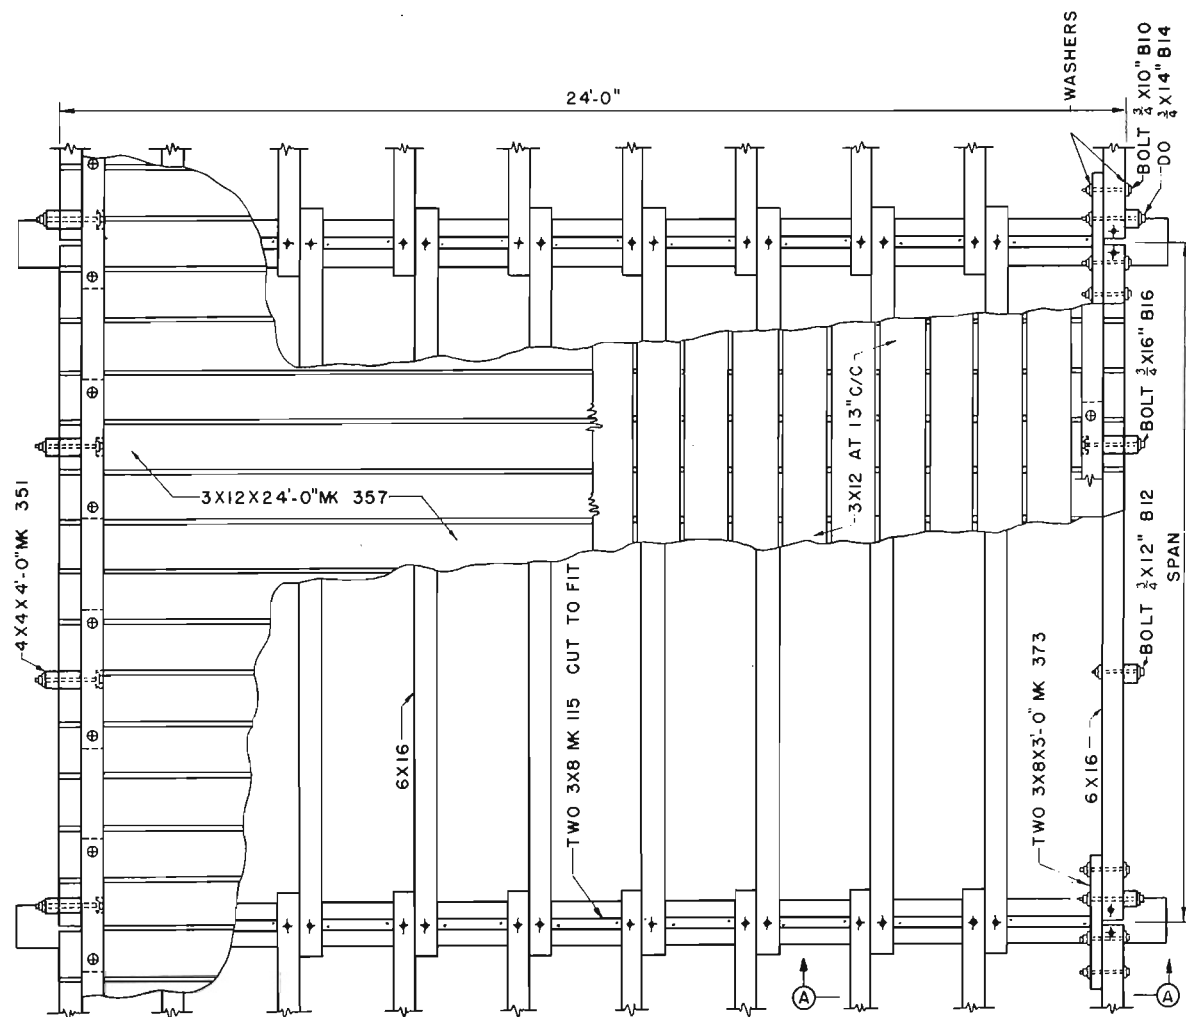 24'-0"
WASHERS
BOLT 3/4 X10" B10
DO 3/4 X14" B14
BOLT 3/4 X16" B16
3X12 AT 13" C/C
3X12X24'-0" MK 357
4X4X4'-0" MK 351
BOLT 3/4 X12" B12
SPAN
TWO 3X8 MK 115 CUT TO FIT
6X16
6X16
TWO 3X8X3'-0" MK 373
A
A